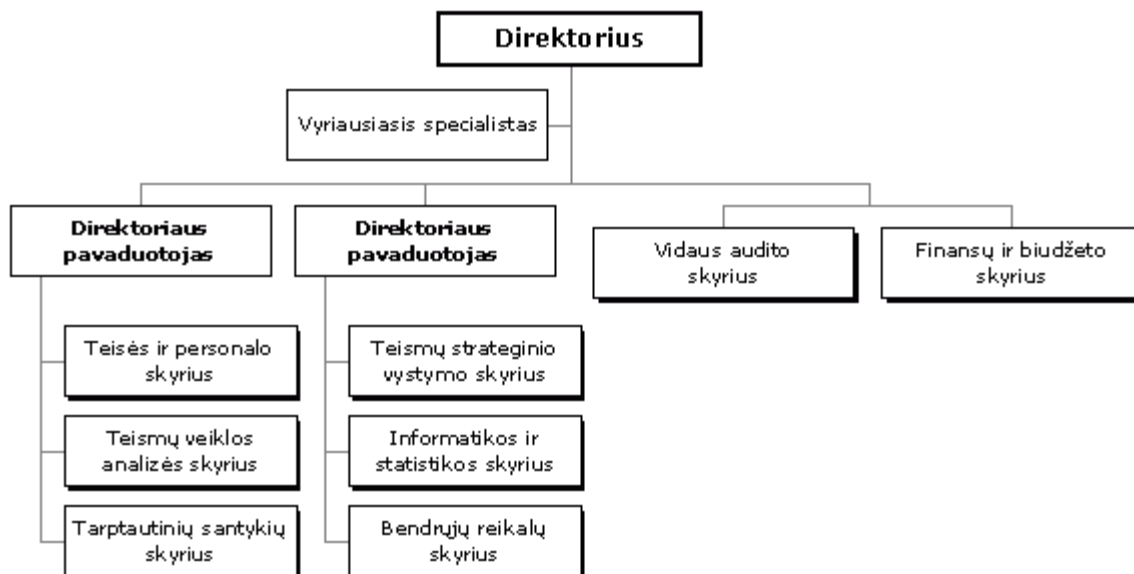 Direktorius
Vyriausiasis specialistas
Direktoriaus
pavaduotojas
Direktoriaus
pavaduotojas
Vidaus audito
skyrius
Finansų ir biudžeto
skyrius
Teisės ir personalo
skyrius
Teismų veiklos
analizės skyrius
Tarptautinių santykių
skyrius
Teismų strateginio
vystymo skyrius
Informatikos ir
statistikos skyrius
Bendrųjų reikalų
skyrius